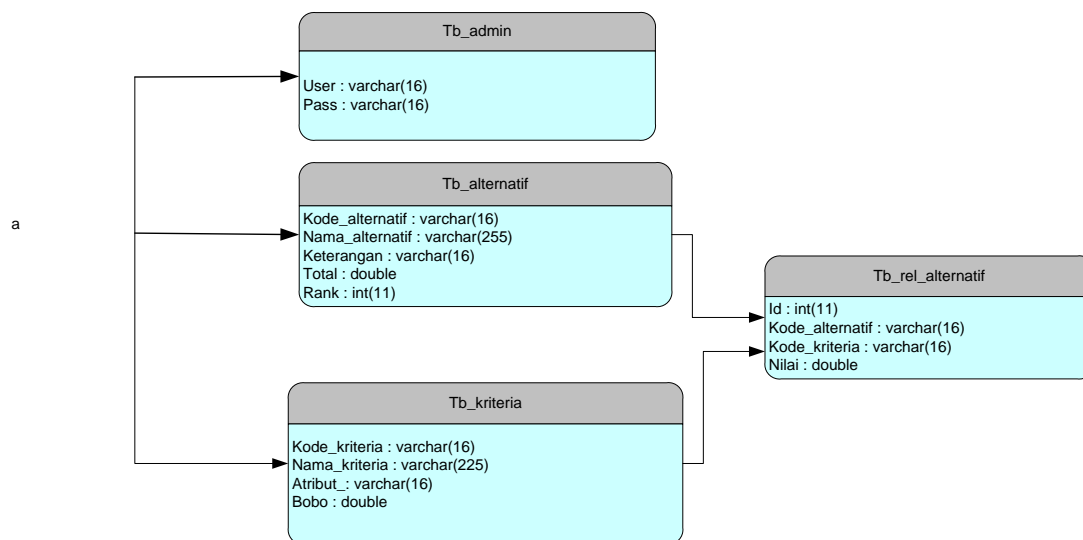 Tb_admin
User : varchar(16)
Pass : varchar(16)
a
Tb_alternatif
Kode_alternatif : varchar(16)
Nama_alternatif : varchar(255)
Keterangan : varchar(16)
Total : double
Rank : int(11)
Tb_rel_alternatif
Id : int(11)
Kode_alternatif : varchar(16)
Kode_kriteria : varchar(16)
Nilai : double
Tb_kriteria
Kode_kriteria : varchar(16)
Nama_kriteria : varchar(225)
Atribut_: varchar(16)
Bobo : double